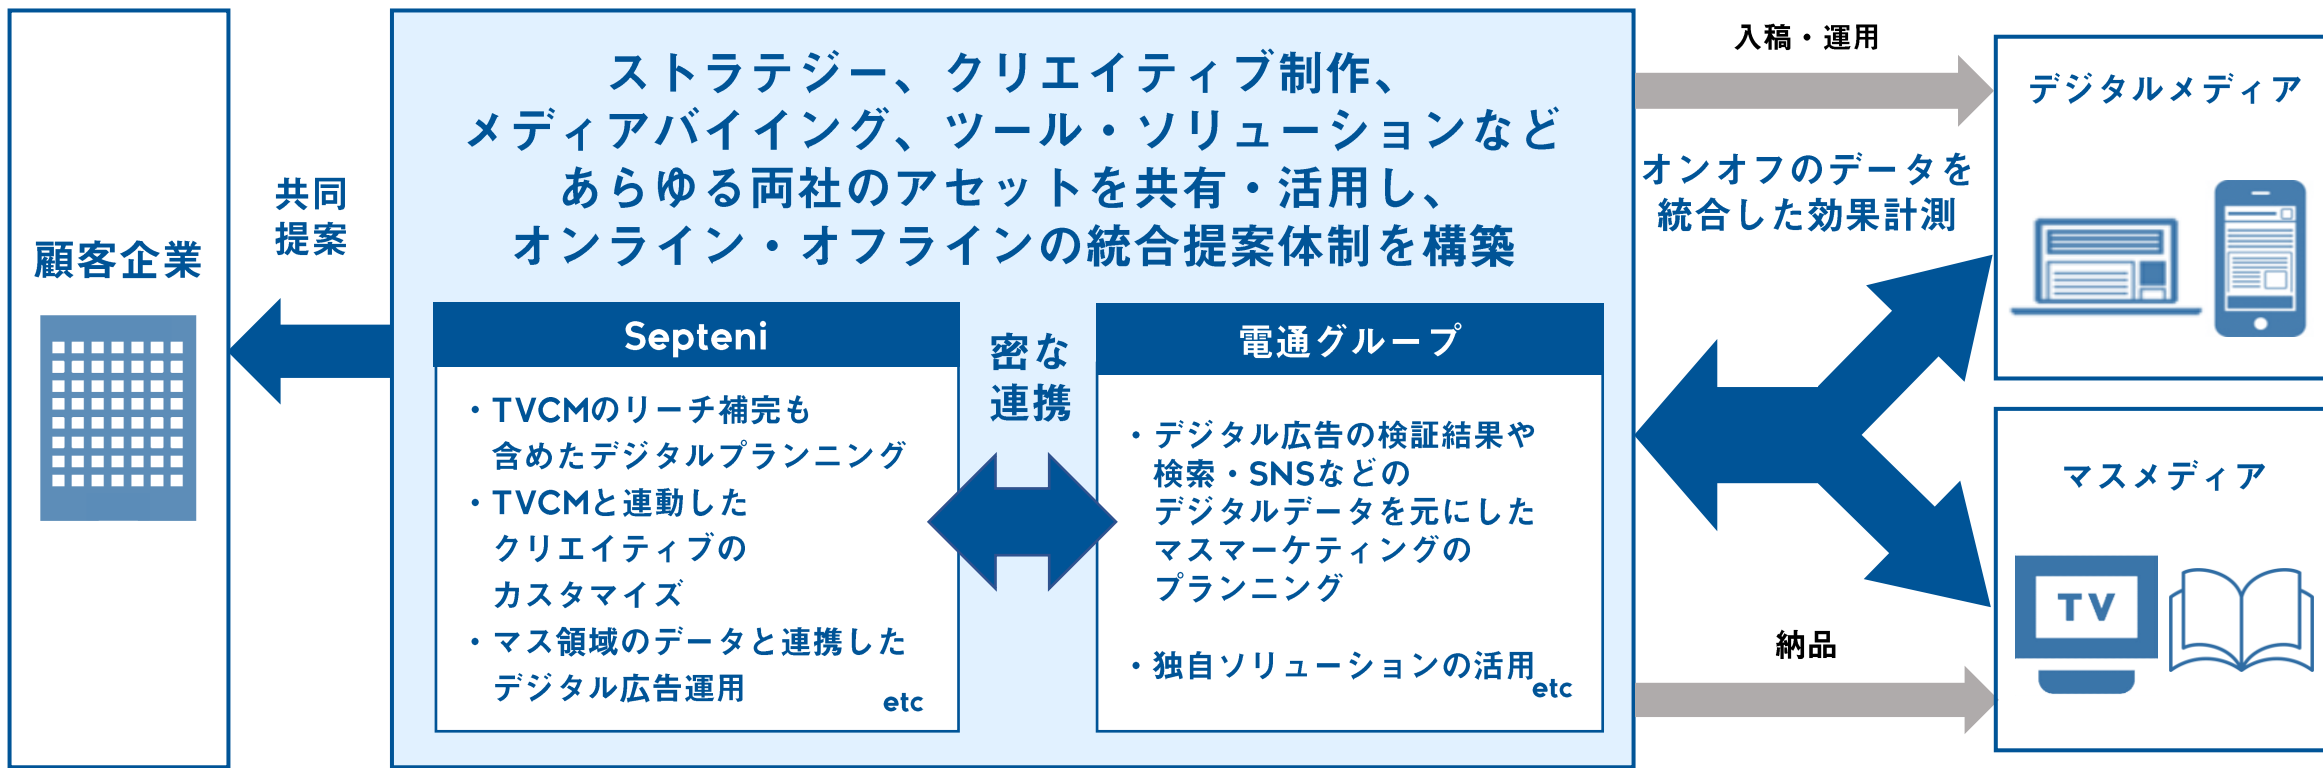 顧客企業
共同
提案
ストラテジー、クリエイティブ制作、
メディアバイイング、ツール・ソリューションなど
あらゆる両社のアセットを共有・活用し、
オンライン・オフラインの統合提案体制を構築
Septeni
・TVCMのリーチ補完も
含めたデジタルプランニング
・TVCMと連動した
クリエイティブの
カスタマイズ
・マス領域のデータと連携した
デジタル広告運用
etc
密な
連携
電通グループ
・デジタル広告の検証結果や
検索・SNSなどの
デジタルデータを元にした
マスマーケティングの
プランニング
・独自ソリューションの活用
etc
入稿・運用
オンオフのデータを
統合した効果計測
納品
デジタルメディア
マスメディア
TV